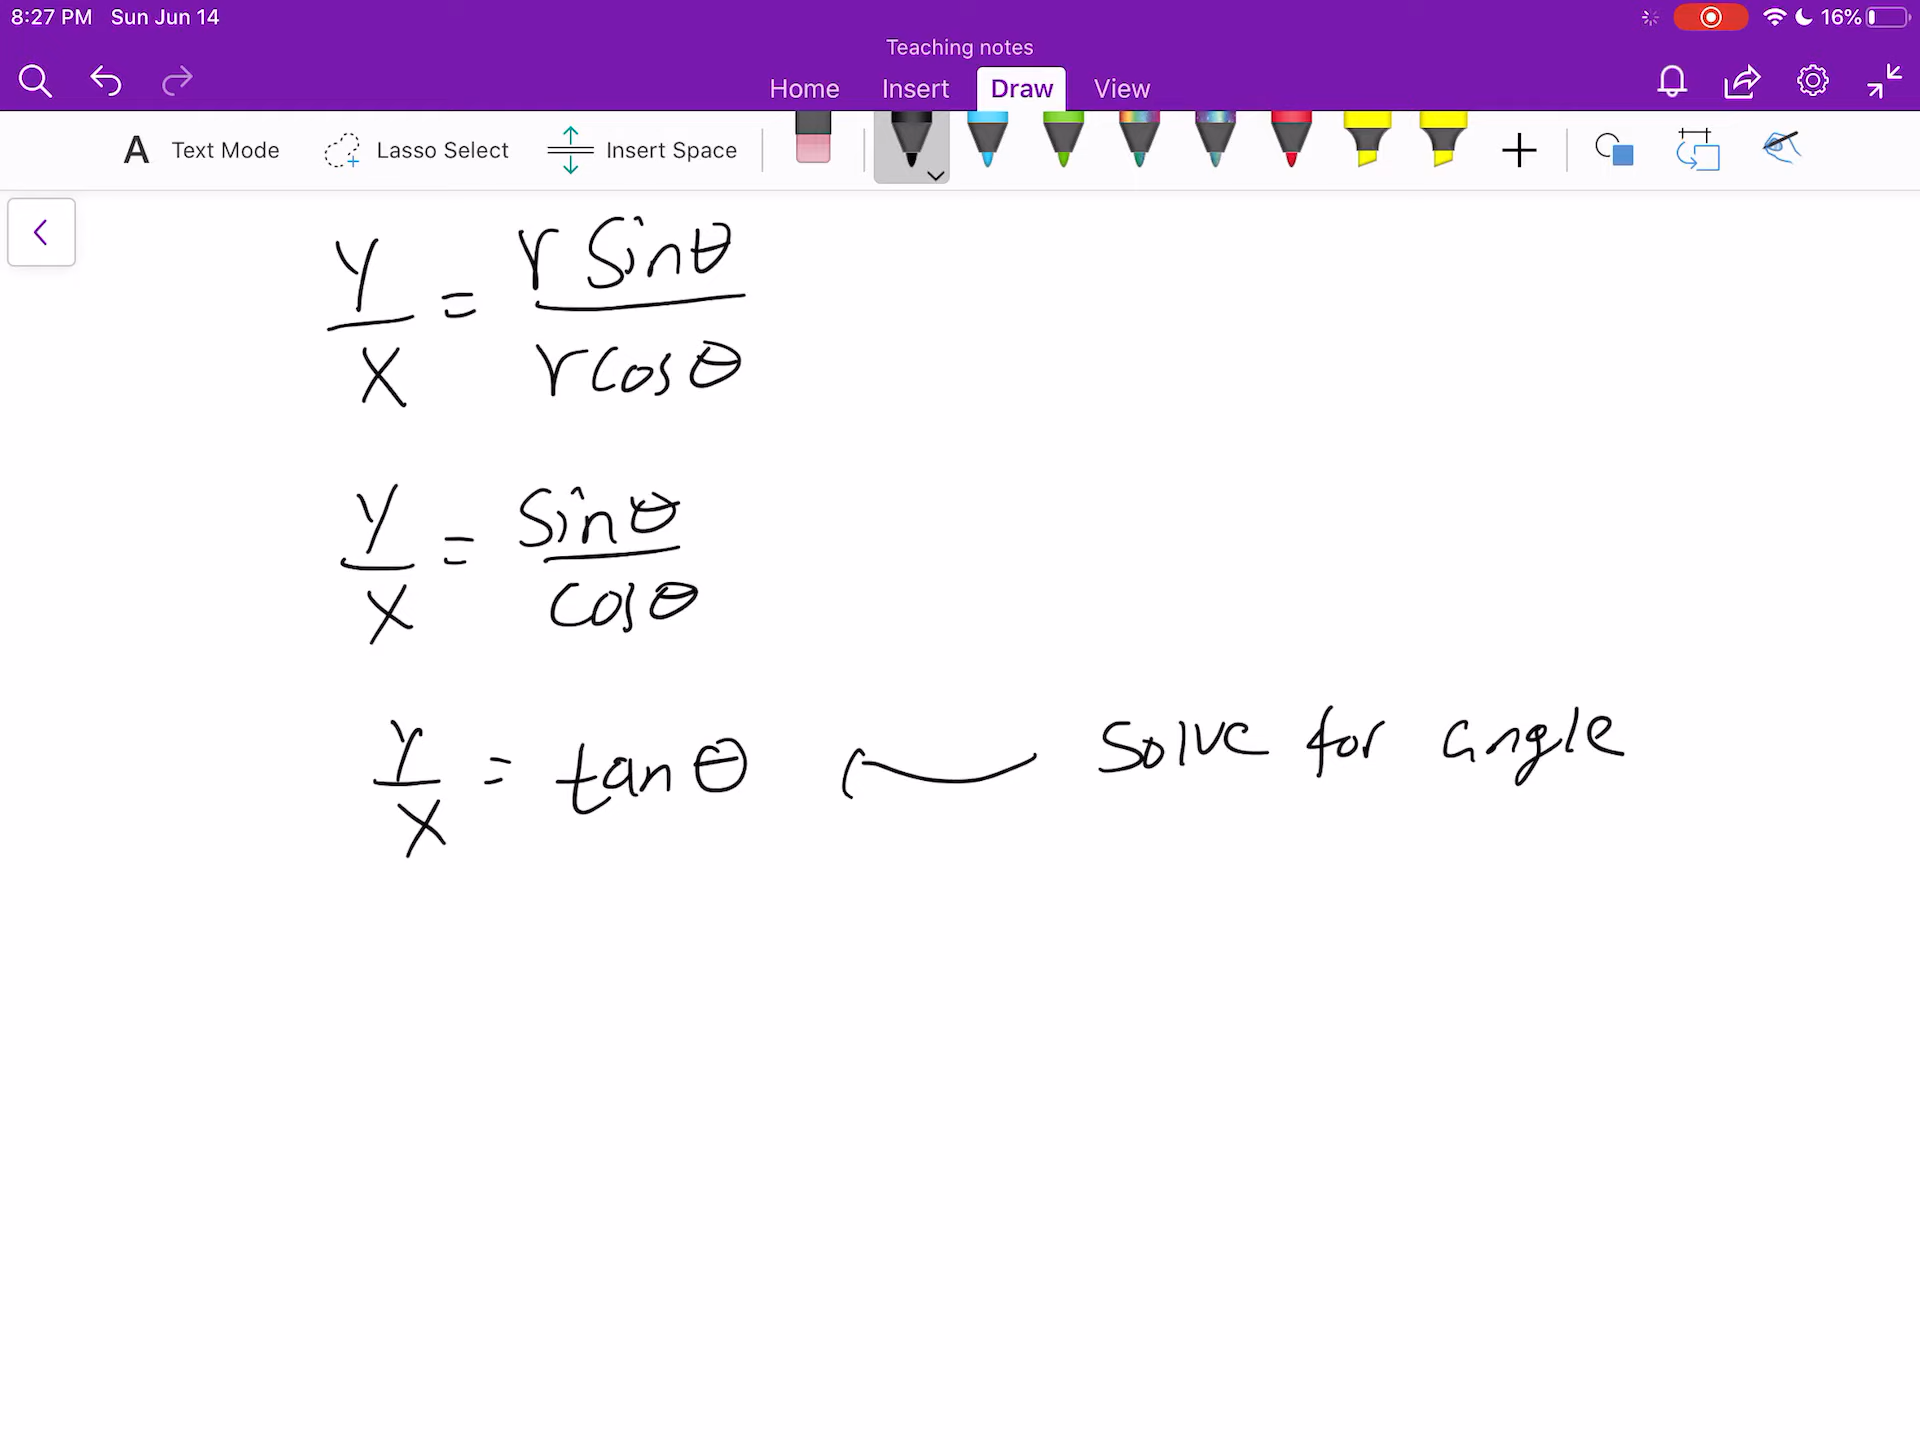 8:27 PM Sun Jun 14 16%
Teaching notes
Home Insert Draw View
A Text Mode Lasso Select Insert Space
y/x = r sinθ / r cosθ
y/x = sinθ / cosθ
y/x = tan θ Solve for angle